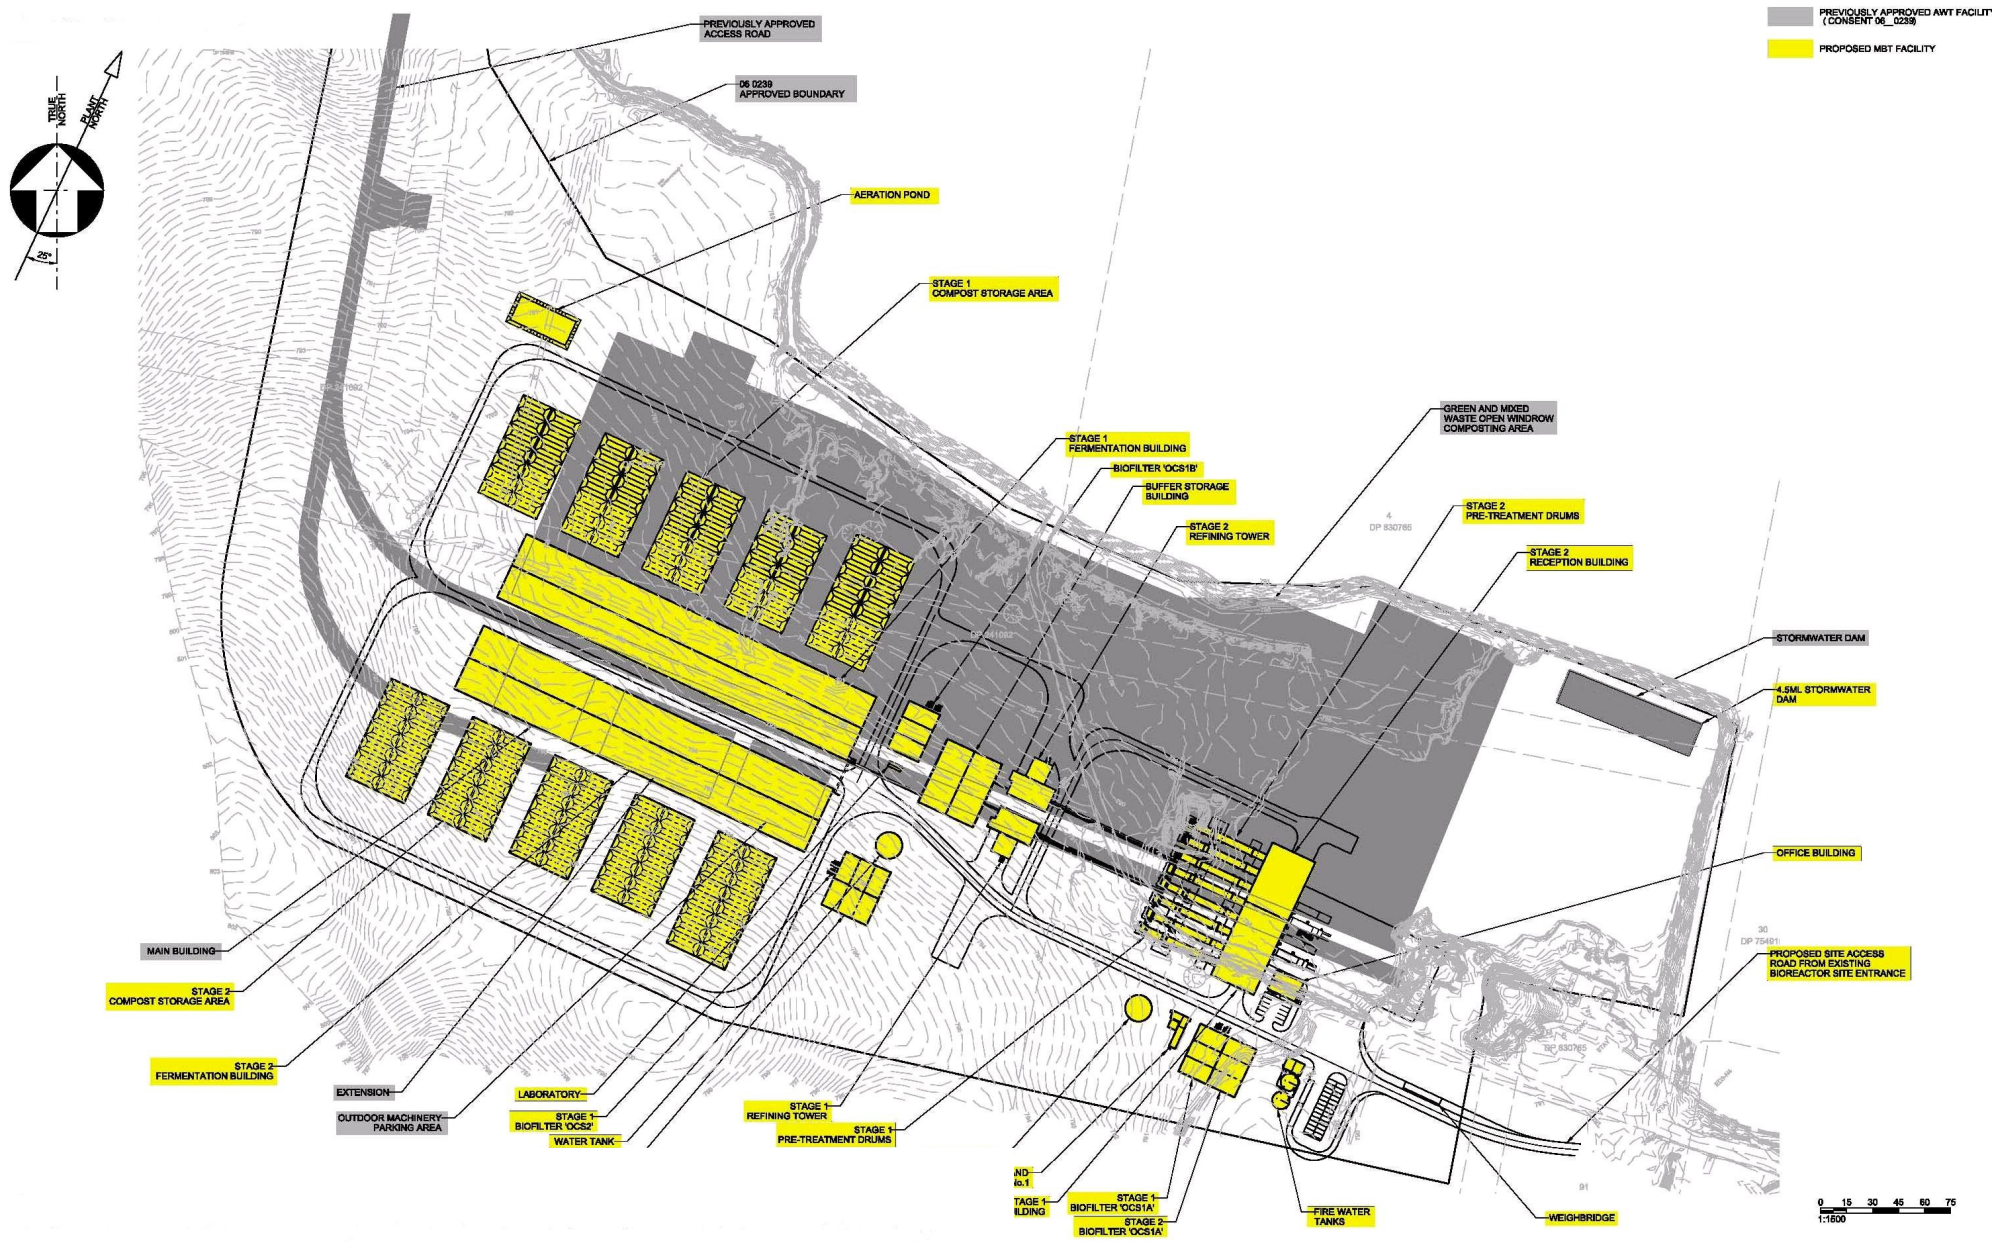 PREVIOUSLY APPROVED AWT FACILITY
( CONSENT 06_0239)
PROPOSED MBT FACILITY
PREVIOUSLY APPROVED
ACCESS ROAD
06 0239
APPROVED BOUNDARY
TRUE
NORTH
PLANT
NORTH
25°
AERATION POND
STAGE 1
COMPOST STORAGE AREA
GREEN AND MIXED
WASTE OPEN WINDROW
COMPOSTING AREA
STAGE 1
FERMENTATION BUILDING
BIOFILTER 'OCS1B'
BUFFER STORAGE
BUILDING
STAGE 2
REFINING TOWER
STAGE 2
PRE-TREATMENT DRUMS
4
DP 830765
STAGE 2
RECEPTION BUILDING
DP 241092
STORMWATER DAM
4.5ML STORMWATER
DAM
OFFICE BUILDING
30
PROPOSED SITE ACCESS
ROAD FROM EXISTING
BIOREACTOR SITE ENTRANCE
DP 830765
MAIN BUILDING
STAGE 2
COMPOST STORAGE AREA
STAGE 2
FERMENTATION BUILDING
EXTENSION
OUTDOOR MACHINERY
PARKING AREA
LABORATORY
STAGE 1
BIOFILTER 'OCS2'
WATER TANK
STAGE 1
REFINING TOWER
STAGE 1
PRE-TREATMENT DRUMS
ND
No.1
TAGE 1
ILDING
STAGE 1
BIOFILTER 'OCS1A'
STAGE 2
BIOFILTER 'OCS1A'
FIRE WATER
TANKS
WEIGHBRIDGE
91
0 15 30 45 60 75
1:1500